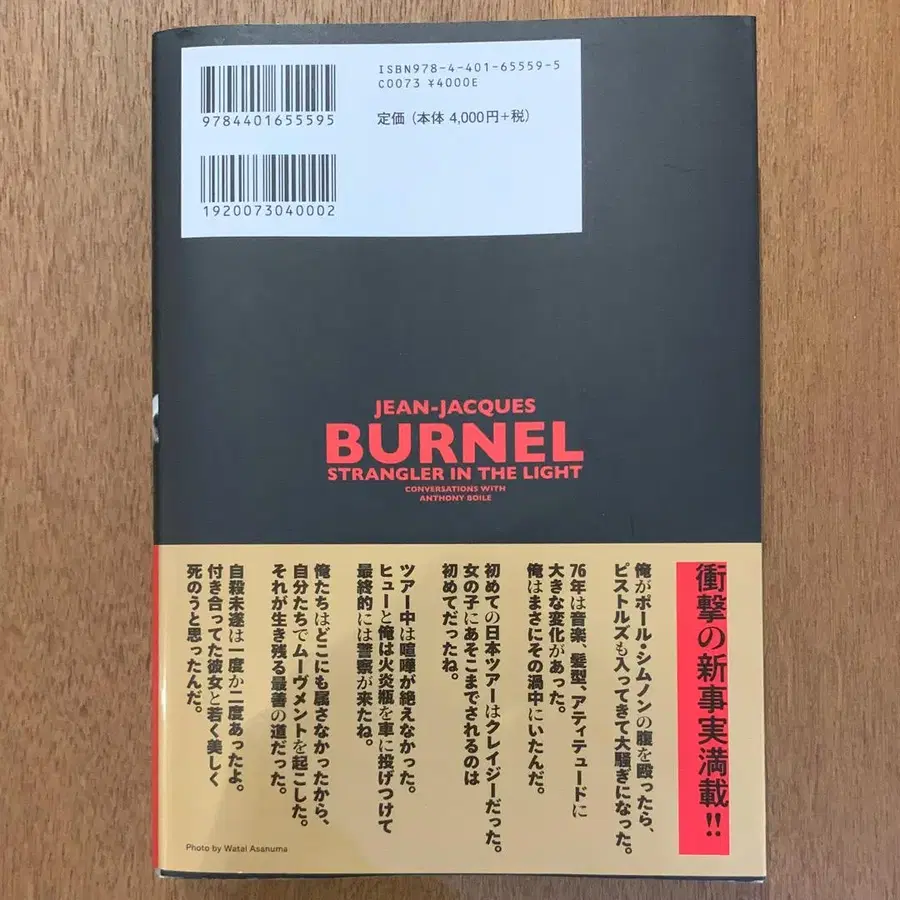 ISBN978-4-401-65559-5
C0073 ¥4000E
定価（本体 4,000円+税）
9784401655595
1920073040002
JEAN-JACQUES
BURNEL
STRANGLER IN THE LIGHT
CONVERSATIONS WITH
ANTHONY BOILE
衝撃の新事実満載!!
俺がポール・シムノンの腹を殴ったら、
ピストルズも入ってきて大騒ぎになった。
76年は音楽、髪型、アティテュードに
大きな変化があった。
俺はまさにその渦中にいたんだ。
初めての日本ツアーはクレイジーだった。
女の子にあそこまでされるのは
初めてだったね。
ツアー中は喧嘩が絶えなかった。
ヒューと俺は火炎瓶を車に投げつけて
最終的には警察が来たね。
俺たちはどこにも属さなかったから、
自分たちでムーヴメントを起こした。
それが生き残る最善の道だった。
自殺未遂は一度か二度あったよ。
付き合ってた彼女と若く美しく
死のうと思ったんだ。
Photo by Watal Asanuma